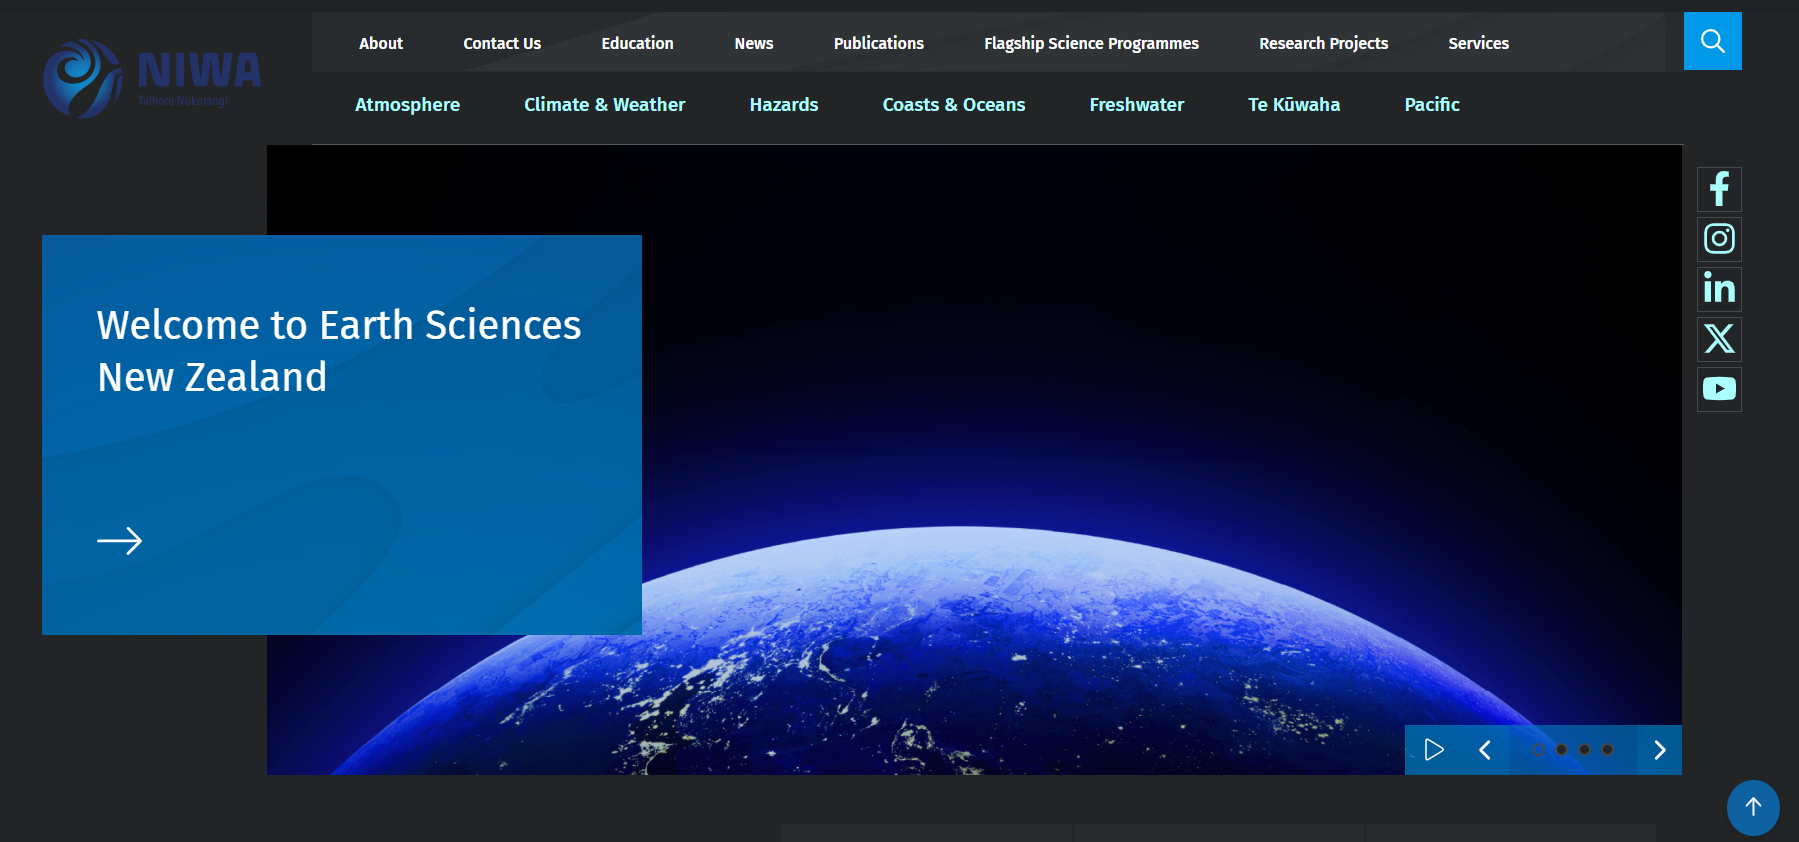 NIWA
Taihoro Nukurangi
About Contact Us Education News Publications Flagship Science Programmes Research Projects Services
Atmosphere Climate & Weather Hazards Coasts & Oceans Freshwater Te Kūwaha Pacific
Welcome to Earth Sciences
New Zealand